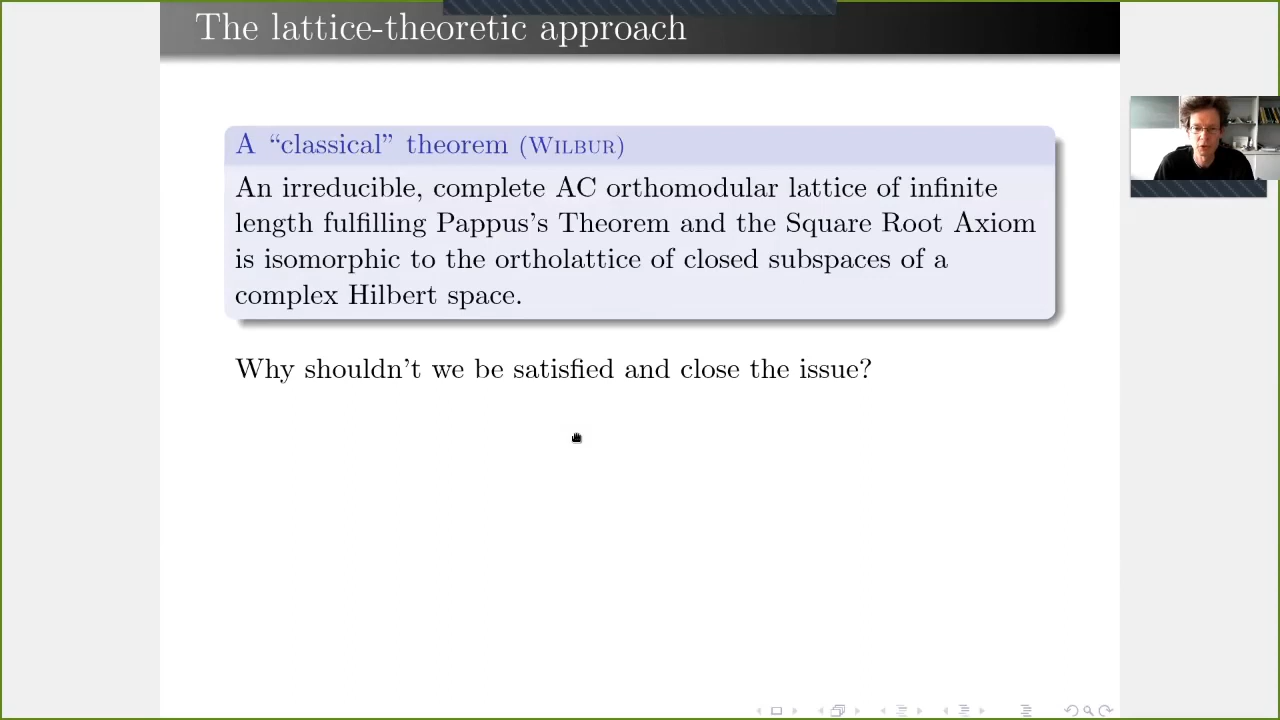 The lattice-theoretic approach
A “classical” theorem (Wilbur)
An irreducible, complete AC orthomodular lattice of infinite
length fulfilling Pappus’s Theorem and the Square Root Axiom
is isomorphic to the ortholattice of closed subspaces of a
complex Hilbert space.
Why shouldn’t we be satisfied and close the issue?